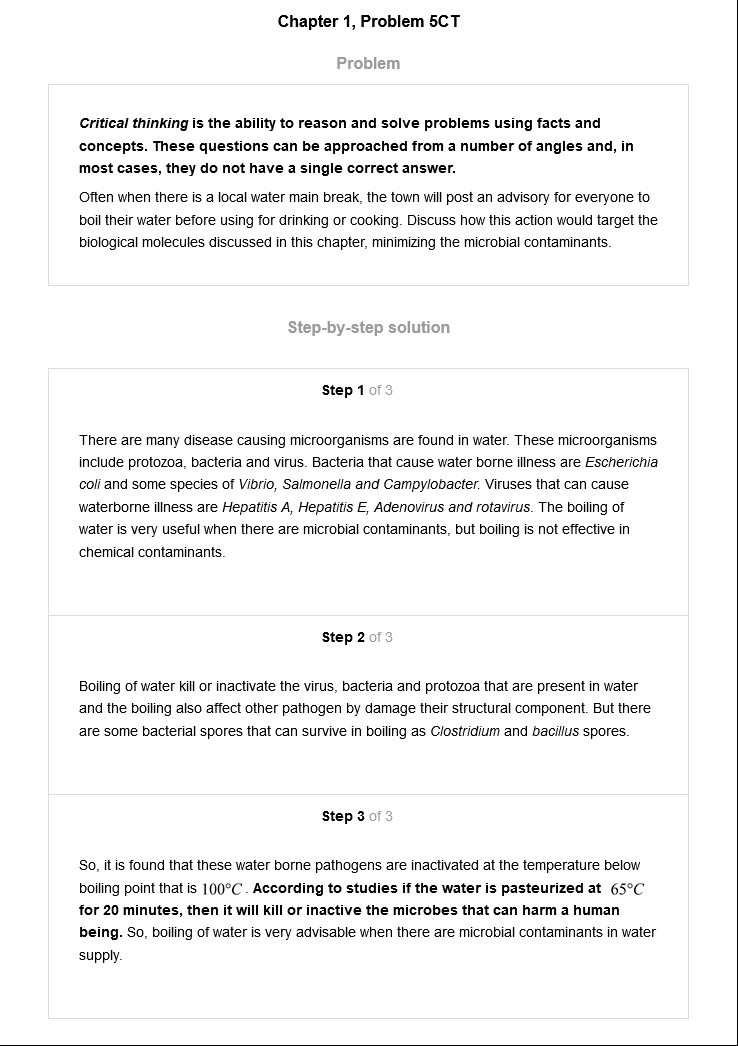 Chapter 1, Problem 5CT
Problem
Critical thinking is the ability to reason and solve problems using facts and
concepts. These questions can be approached from a number of angles and, in
most cases, they do not have a single correct answer.
Often when there is a local water main break, the town will post an advisory for everyone to
boil their water before using for drinking or cooking. Discuss how this action would target the
biological molecules discussed in this chapter, minimizing the microbial contaminants.
Step-by-step solution
Step 1 of 3
There are many disease causing microorganisms are found in water. These microorganisms
include protozoa, bacteria and virus. Bacteria that cause water borne illness are Escherichia
coli and some species of Vibrio, Salmonella and Campylobacter. Viruses that can cause
waterborne illness are Hepatitis A, Hepatitis E, Adenovirus and rotavirus. The boiling of
water is very useful when there are microbial contaminants, but boiling is not effective in
chemical contaminants.
Step 2 of 3
Boiling of water kill or inactivate the virus, bacteria and protozoa that are present in water
and the boiling also affect other pathogen by damage their structural component. But there
are some bacterial spores that can survive in boiling as Clostridium and bacillus spores.
Step 3 of 3
So, it is found that these water borne pathogens are inactivated at the temperature below
boiling point that is 100°C. According to studies if the water is pasteurized at 65°C
for 20 minutes, then it will kill or inactive the microbes that can harm a human
being. So, boiling of water is very advisable when there are microbial contaminants in water
supply.